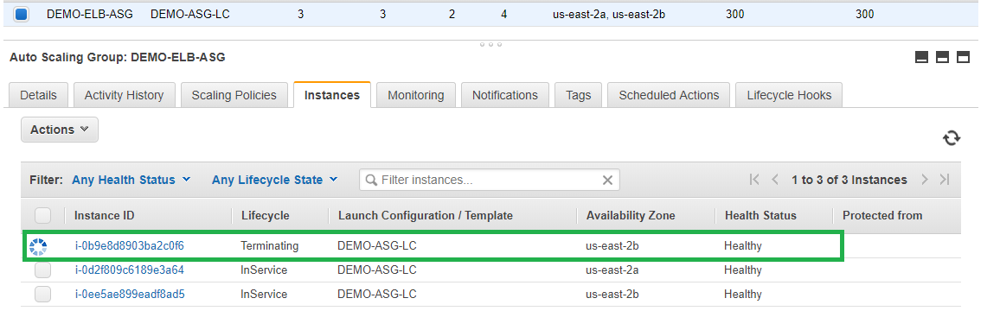 DEMO-ELB-ASG DEMO-ASG-LC 3 3 2 4 us-east-2a, us-east-2b 300 300
Auto Scaling Group: DEMO-ELB-ASG
Details Activity History Scaling Policies Instances Monitoring Notifications Tags Scheduled Actions Lifecycle Hooks
Actions
Filter: Any Health Status Any Lifecycle State Filter instances... 1 to 3 of 3 Instances
Instance ID Lifecycle Launch Configuration / Template Availability Zone Health Status Protected from
i-0b9e8d8903ba2c0f6 Terminating DEMO-ASG-LC us-east-2b Healthy
i-0d2f809c6189e3a64 InService DEMO-ASG-LC us-east-2a Healthy
i-0ee5ae899eadf8ad5 InService DEMO-ASG-LC us-east-2b Healthy